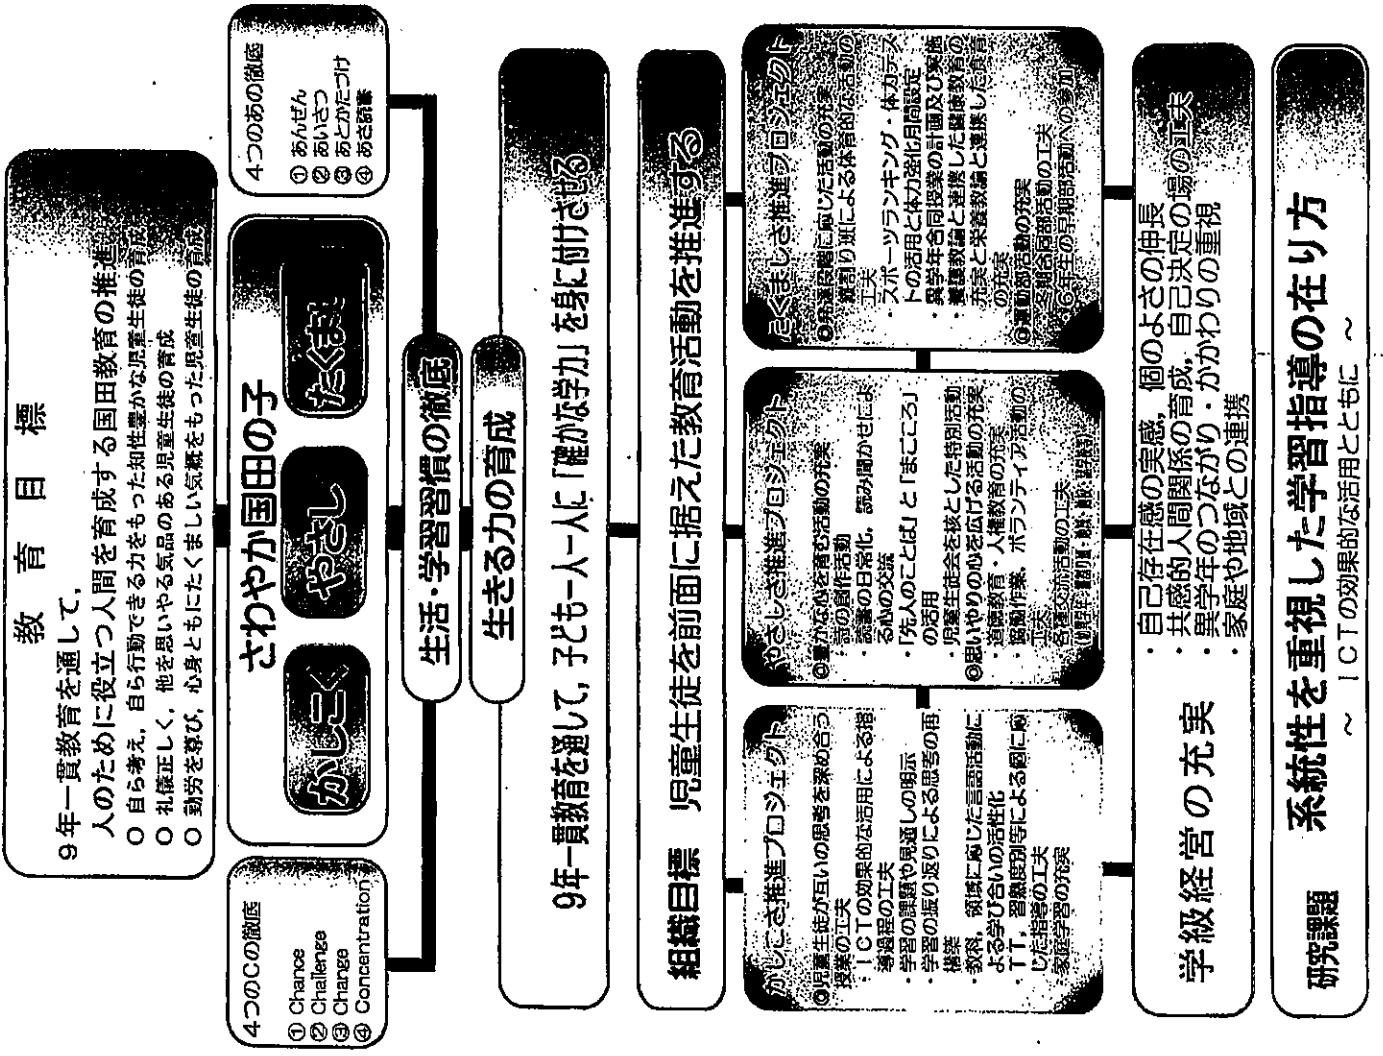 教育目標
9年一貫教育を通して，
人のために役立つ人間を育成する国田教育の推進
○ 自ら考え，自ら行動できる力をもった知性豊かな児童生徒の育成
○ 礼儀正しく，他を思いやる気品のある児童生徒の育成
○ 勤労を尊び，心身ともにたくましい気概をもった児童生徒の育成
4つのCの徹底
① Chance
② Challenge
③ Change
④ Concentration
さわやか国田の子
かしこく
やさし
たくまし
4つのあの徹底
① あんぜん
② あいさつ
③ あとかたづけ
④ あさ読書
生活・学習習慣の徹底
生きる力の育成
9年一貫教育を通して，子ども一人一人に「確かな学力」を身に付けさせる
組織目標 児童生徒を前面に据えた教育活動を推進する
かしこさ推進プロジェクト
◎児童生徒が互いの思考を深め合う
授業の工夫
・ＩＣＴの効果的な活用による指
導過程の工夫
・学習の課題や見通しの明示
・学習の振り返りによる思考の再
構築
・教科，領域に応じた言語活動に
よる学び合いの活性化
・ＴＴ，習熟度別等による個に応
じた指導の工夫
・家庭学習の充実
やさしさ推進プロジェクト
◎豊かな心を育む活動の充実
・詩の創作活動
・読書の日常化，読み聞かせによ
る心の交流
・「先人のことば」と「まごころ」
の活用
・児童生徒会を核とした特別活動
◎思いやりの心を広げる活動の充実
・道徳教育・人権教育の充実
・協働作業，ボランティア活動の
工夫
・各種交流活動の工夫
たくましさ推進プロジェクト
◎発達段階に応じた活動の充実
・縦割り班による体育的な活動の
工夫
・スポーツランキング・体力テス
トの活用と体力強化月間設定
・異学年合同授業の計画及び実施
・養護教諭と連携した健康教育の
充実と栄養教諭と連携した食育
の充実
◎運動部活動の充実
・冬期合同部活動の工夫
・６年生の早期部活動への参加
学級経営の充実
・自己存在感の実感，個のよさの伸長
・共感的人間関係の育成，自己決定の場の工夫
・異学年のつながり・かかわりの重視
・家庭や地域との連携
研究課題 系統性を重視した学習指導の在り方
～ ＩＣＴの効果的な活用とともに ～